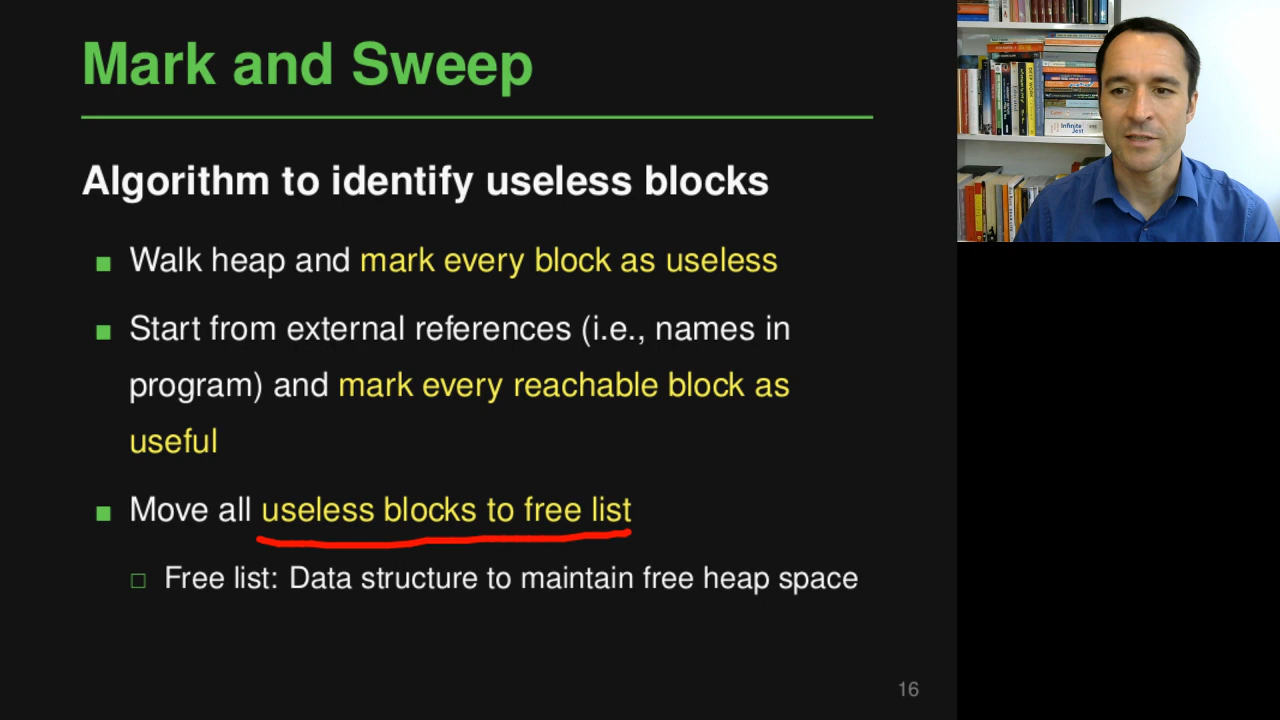 Mark and Sweep
Algorithm to identify useless blocks
■ Walk heap and mark every block as useless
■ Start from external references (i.e., names in
program) and mark every reachable block as
useful
■ Move all useless blocks to free list
□ Free list: Data structure to maintain free heap space
16
Infinite
Jest